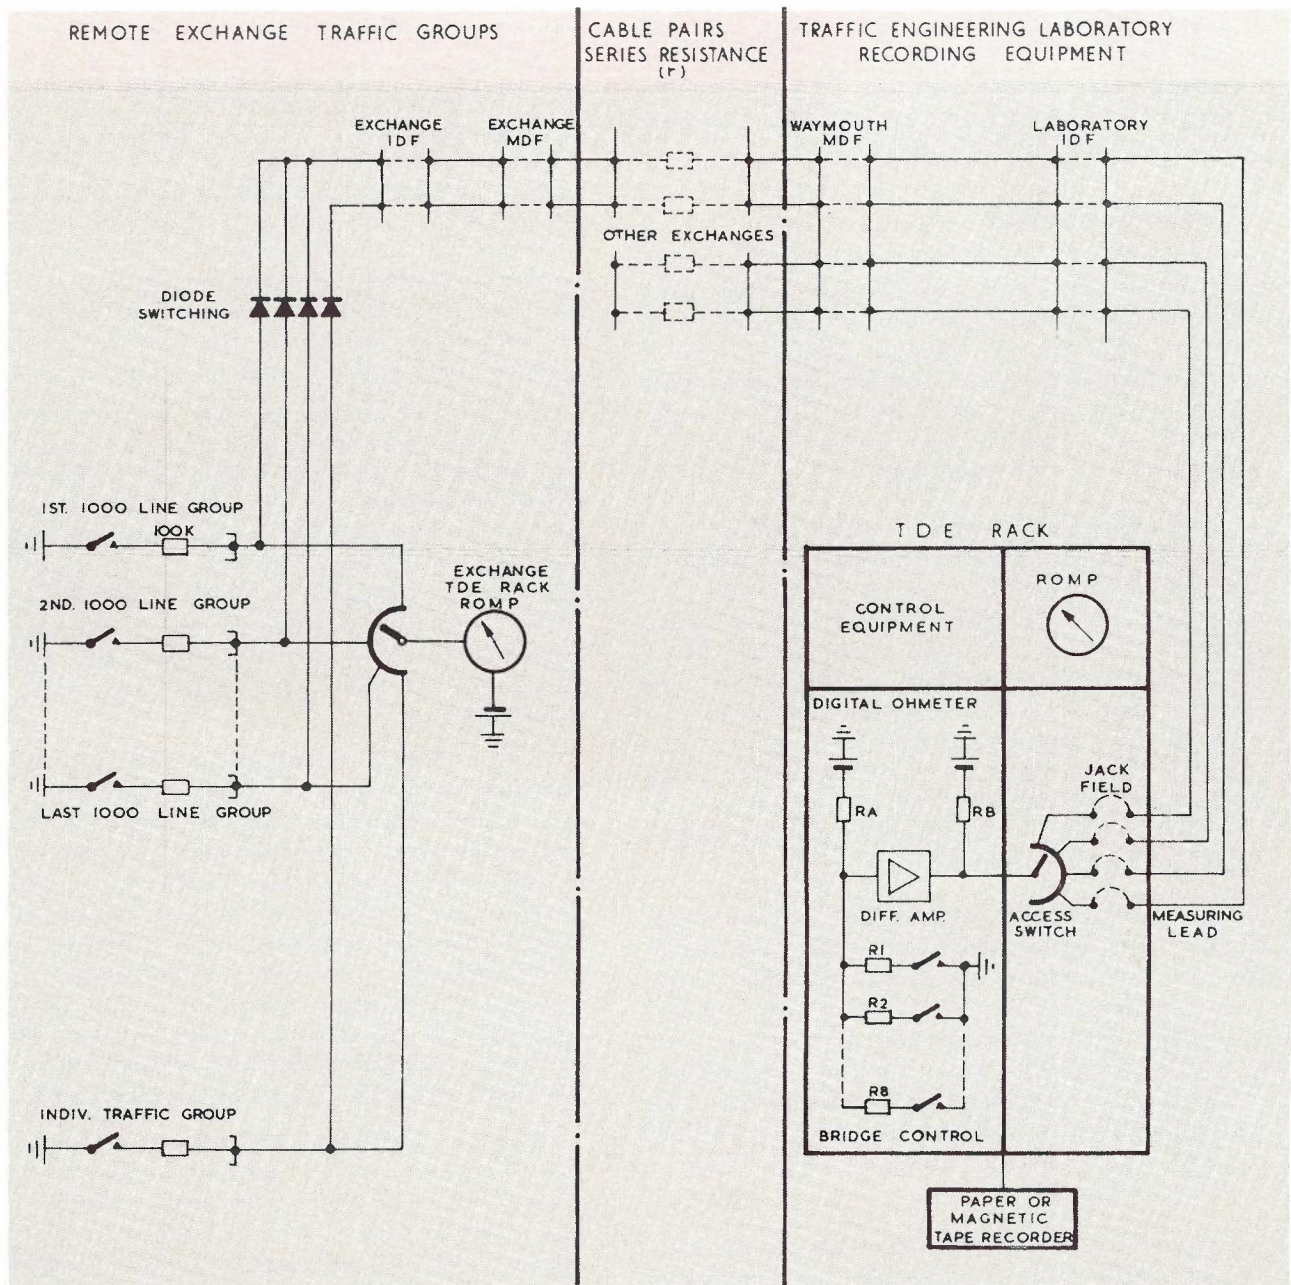 REMOTE EXCHANGE TRAFFIC GROUPS
CABLE PAIRS
SERIES RESISTANCE
(r)
TRAFFIC ENGINEERING LABORATORY
RECORDING EQUIPMENT
EXCHANGE
IDF
EXCHANGE
MDF
WAYMOUTH
MDF
LABORATORY
IDF
OTHER EXCHANGES
DIODE
SWITCHING
1ST. 1000 LINE GROUP
100K
2ND. 1000 LINE GROUP
LAST 1000 LINE GROUP
INDIV. TRAFFIC GROUP
EXCHANGE
TDE RACK
ROMP
TDE RACK
CONTROL
EQUIPMENT
ROMP
DIGITAL OHMETER
RA
RB
DIFF. AMP.
JACK
FIELD
ACCESS
SWITCH
MEASURING
LEAD
R1
R2
R8
BRIDGE CONTROL
PAPER OR
MAGNETIC
TAPE RECORDER